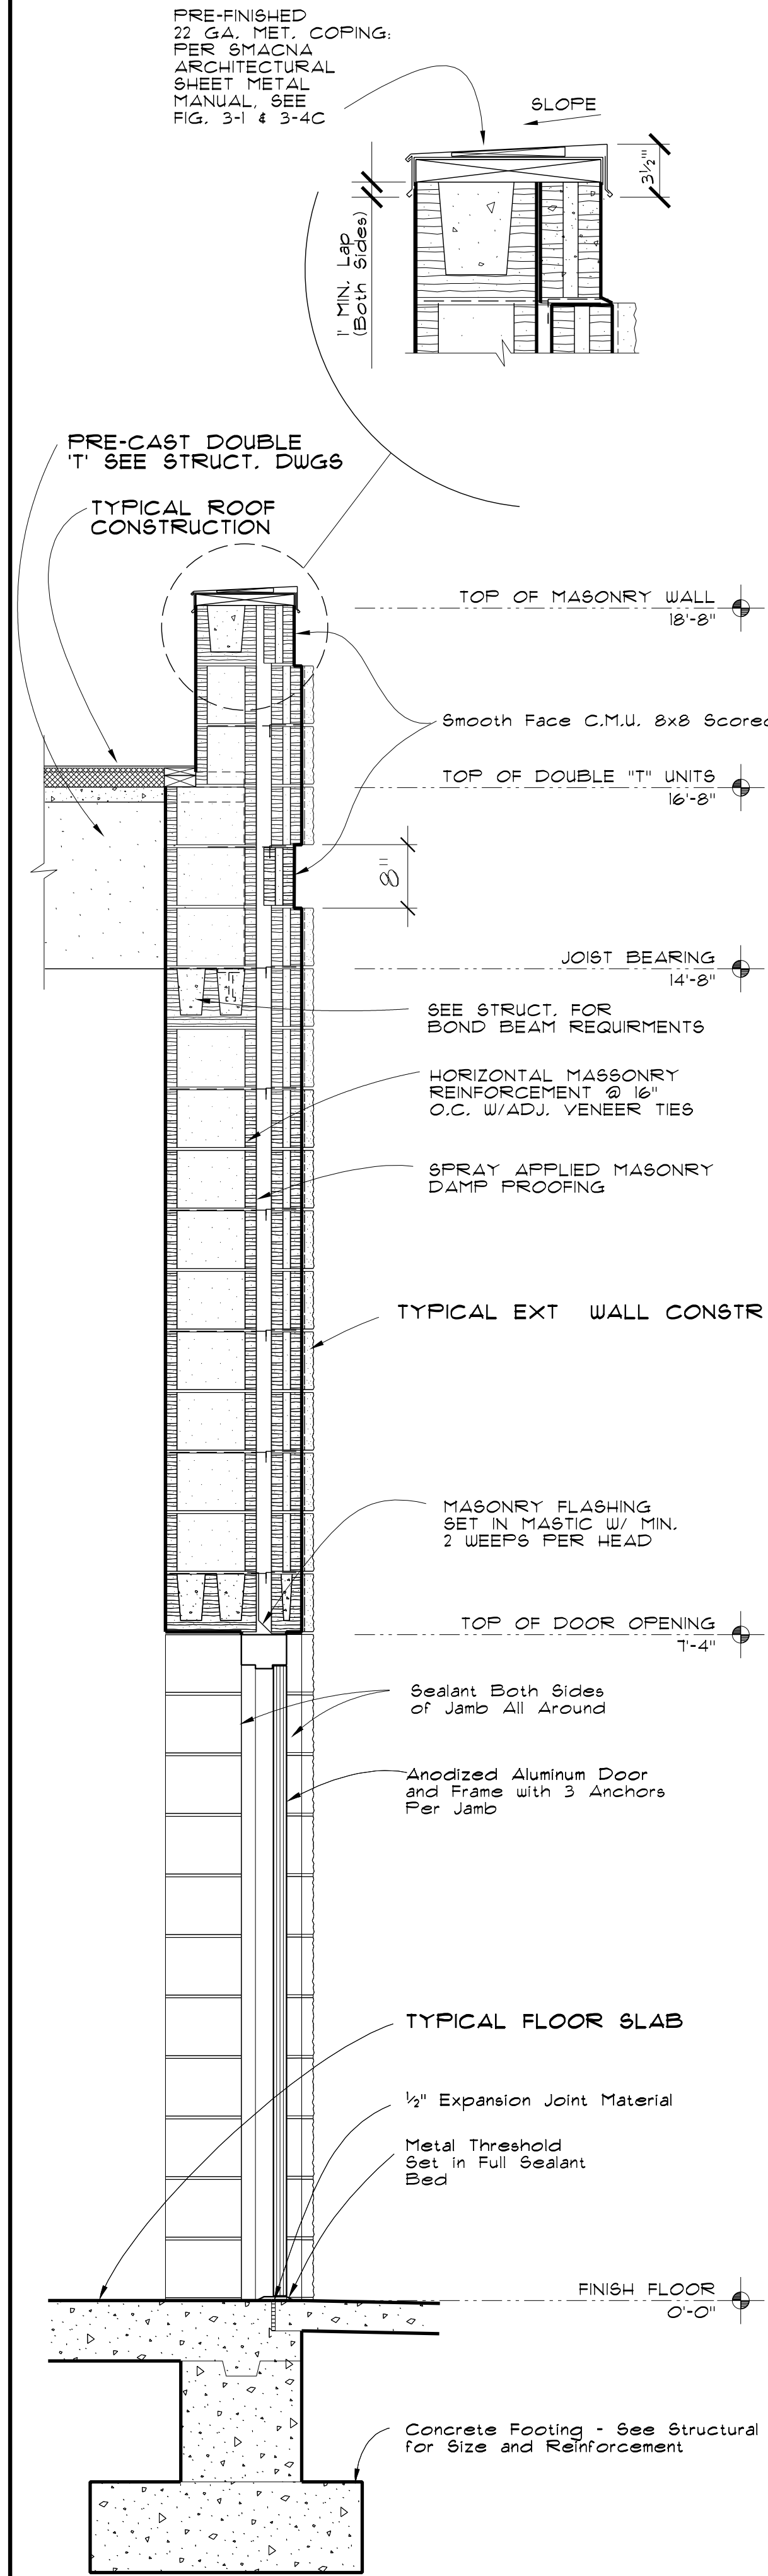 PRE-FINISHED
22 GA. MET. COPING:
PER SMACNA
ARCHITECTURAL
SHEET METAL
MANUAL, SEE
FIG. 3-1 & 3-4C
SLOPE
3½"'
1" MIN. Lap
(Both Sides)
PRE-CAST DOUBLE
'T' SEE STRUCT. DWGS
TYPICAL ROOF
CONSTRUCTION
TOP OF MASONRY WALL
18'-8"
Smooth Face C.M.U. 8x8 Scored
TOP OF DOUBLE "T" UNITS
16'-8"
8"
JOIST BEARING
14'-8"
SEE STRUCT. FOR
BOND BEAM REQUIRMENTS
HORIZONTAL MASSONRY
REINFORCEMENT @ 16"
O.C. W/ADJ. VENEER TIES
SPRAY APPLIED MASONRY
DAMP PROOFING
TYPICAL EXT WALL CONSTR
MASONRY FLASHING
SET IN MASTIC W/ MIN.
2 WEEPS PER HEAD
TOP OF DOOR OPENING
7'-4"
Sealant Both Sides
of Jamb All Around
Anodized Aluminum Door
and Frame with 3 Anchors
Per Jamb
TYPICAL FLOOR SLAB
½" Expansion Joint Material
Metal Threshold
Set in Full Sealant
Bed
FINISH FLOOR
0'-0"
Concrete Footing - See Structural
for Size and Reinforcement